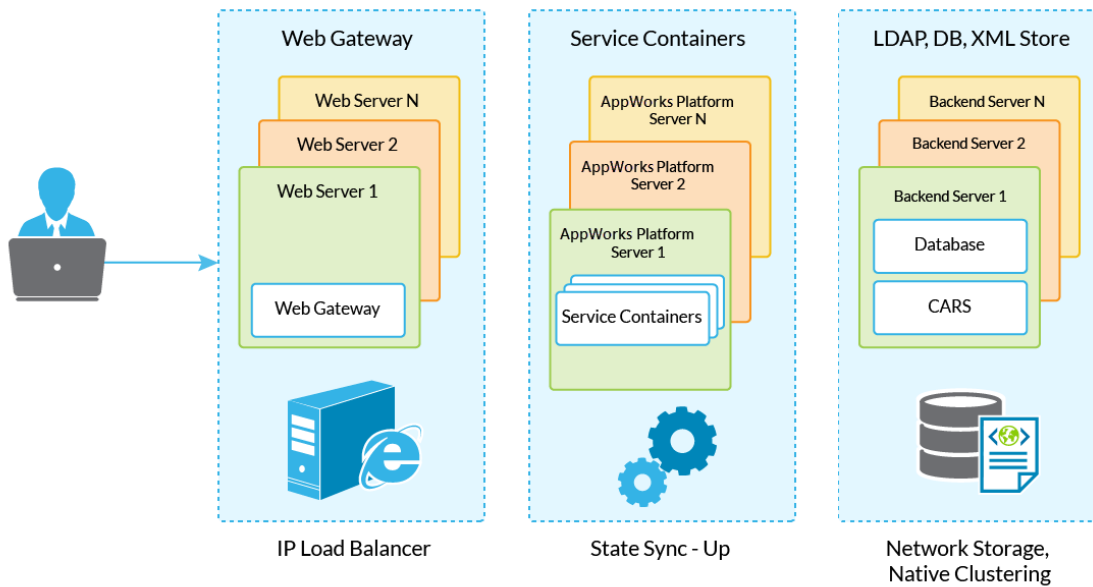 Web Gateway
Web Server N
Web Server 2
Web Server 1
Web Gateway
IP Load Balancer
Service Containers
AppWorks Platform
Server N
AppWorks Platform
Server 2
AppWorks Platform
Server 1
Service Containers
State Sync - Up
LDAP, DB, XML Store
Backend Server N
Backend Server 2
Backend Server 1
Database
CARS
Network Storage,
Native Clustering